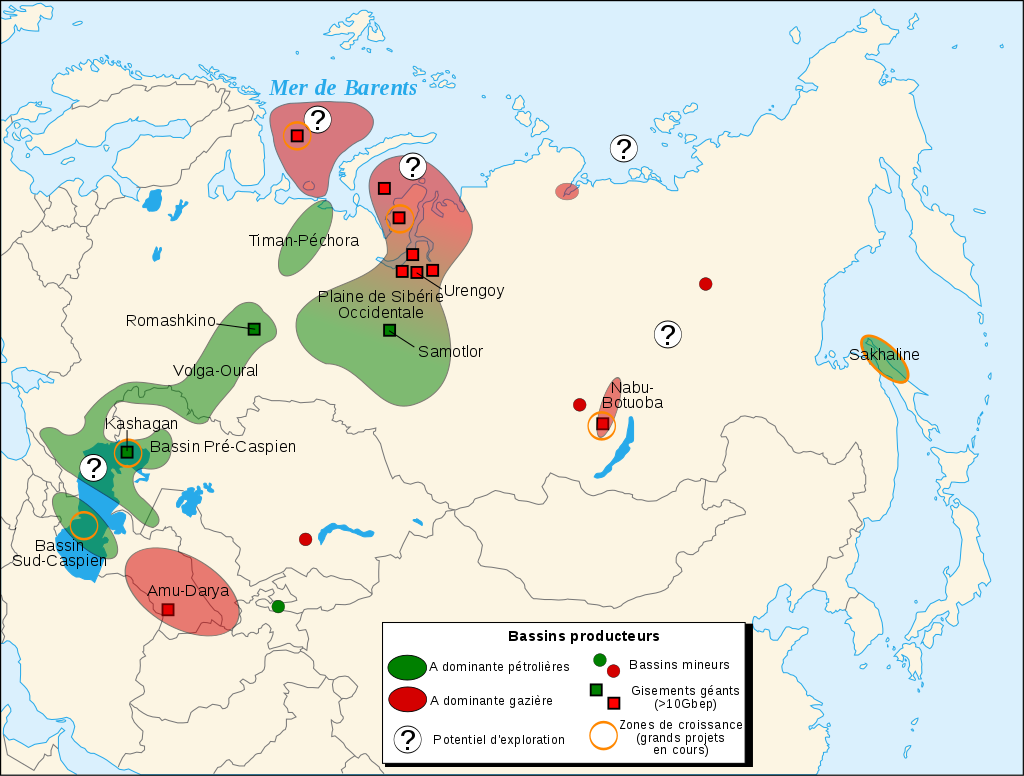 Mer de Barents
?
?
?
Timan-Péchora
Urengoy
Plaine de Sibérie
Occidentale
Romashkino
?
Samotlor
Sakhaline
Volga-Oural
Nabu-
Botuoba
Kashagan
Bassin Pré-Caspien
?
Bassin
Sud-Caspien
Amu-Darya
Bassins producteurs
A dominante pétrolières
Bassins mineurs
A dominante gazière
Gisements géants
(>10Gbep)
? Potentiel d'exploration
Zones de croissance
(grands projets
en cours)